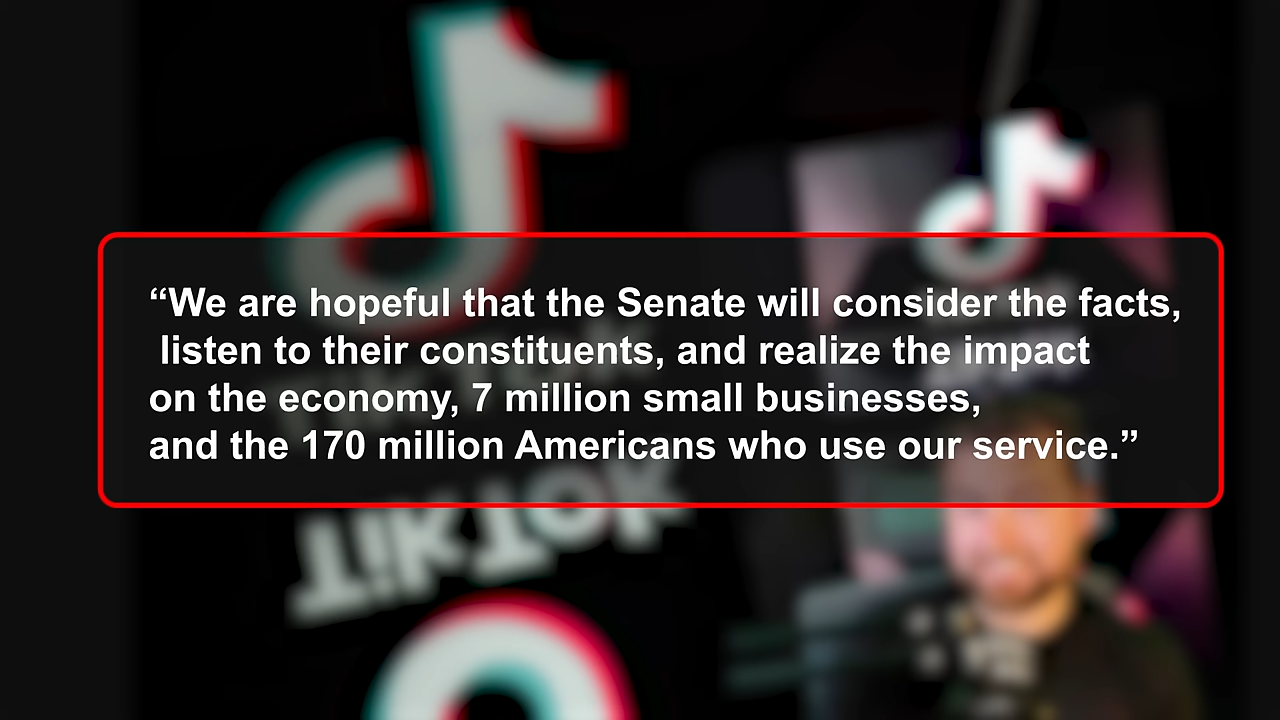 “We are hopeful that the Senate will consider the facts,
listen to their constituents, and realize the impact
on the economy, 7 million small businesses,
and the 170 million Americans who use our service.”
TikTok